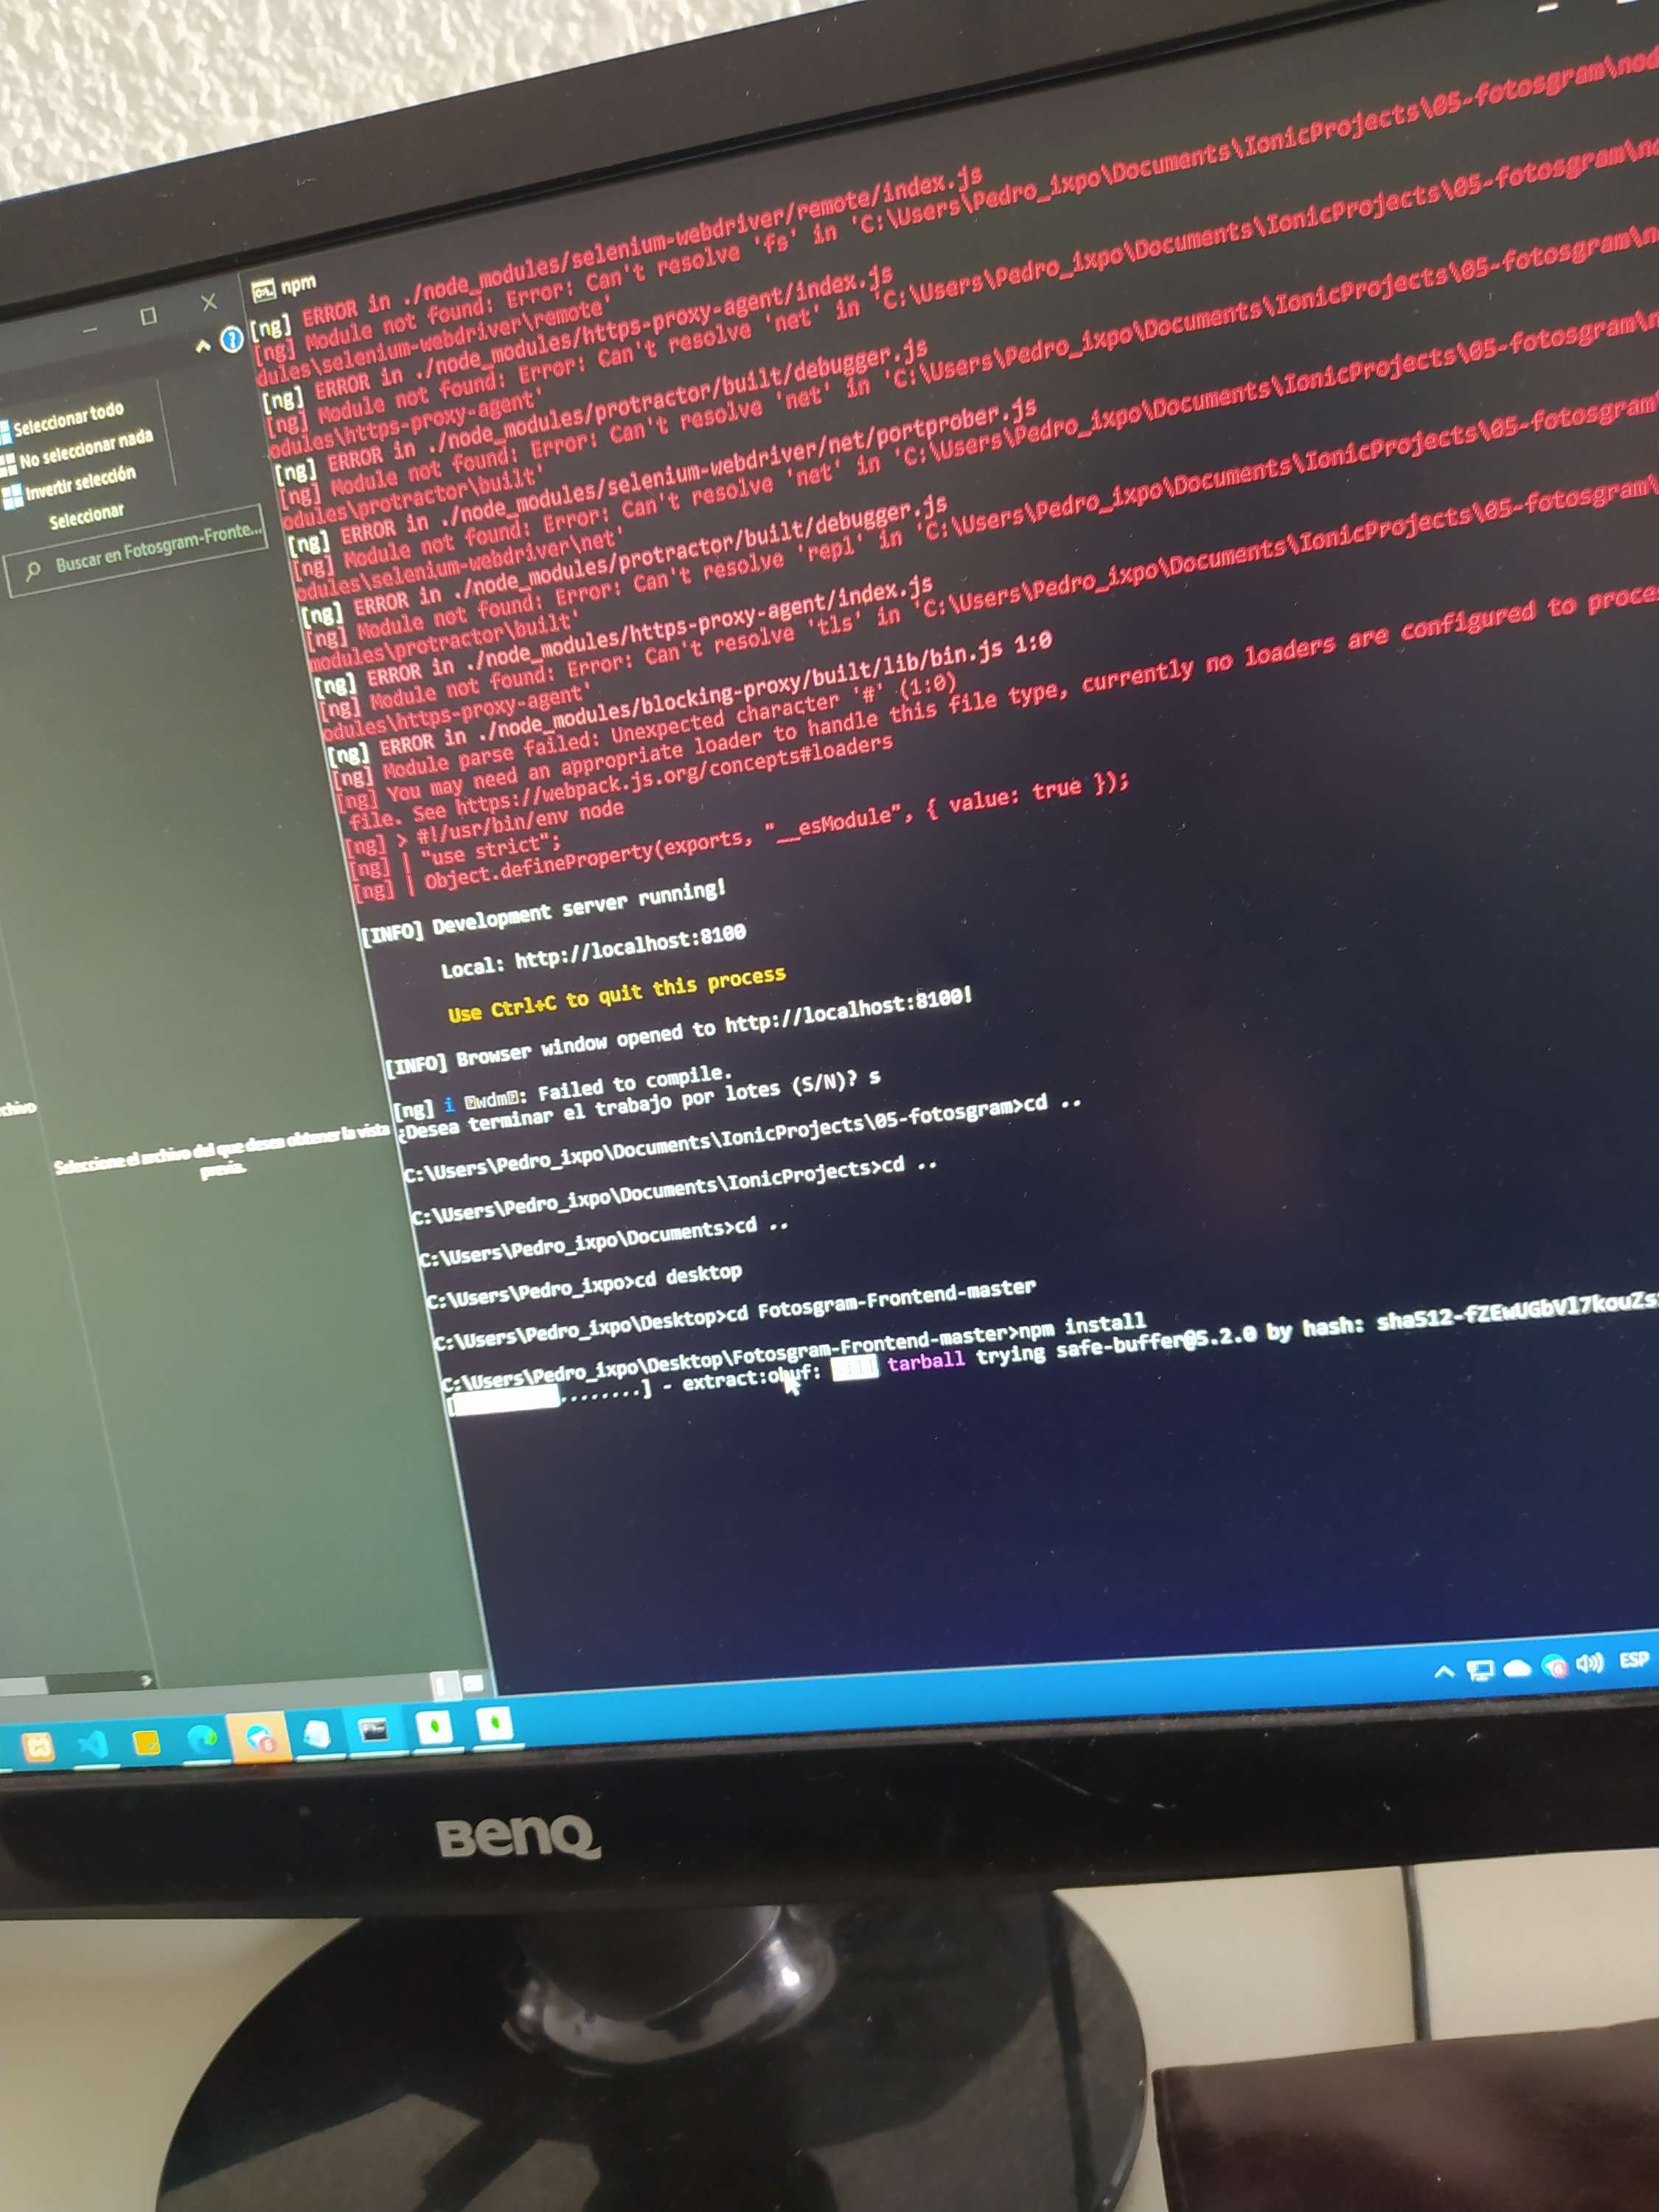 npm
[ng] ERROR in ./node_modules/selenium-webdriver/remote/index.js
[ng] Module not found: Error: Can't resolve 'fs' in 'C:\Users\Pedro_ixpo\Documents\IonicProjects\05-fotosgram\nod
dules\selenium-webdriver\remote'
[ng] ERROR in ./node_modules/https-proxy-agent/index.js
[ng] Module not found: Error: Can't resolve 'net' in 'C:\Users\Pedro_ixpo\Documents\IonicProjects\05-fotosgram\no
odules\https-proxy-agent'
[ng] ERROR in ./node_modules/protractor/built/debugger.js
[ng] Module not found: Error: Can't resolve 'net' in 'C:\Users\Pedro_ixpo\Documents\IonicProjects\05-fotosgram\n
odules\protractor\built'
[ng] ERROR in ./node_modules/selenium-webdriver/net/portprober.js
[ng] Module not found: Error: Can't resolve 'net' in 'C:\Users\Pedro_ixpo\Documents\IonicProjects\05-fotosgram\n
odules\selenium-webdriver\net'
[ng] ERROR in ./node_modules/protractor/built/debugger.js
[ng] Module not found: Error: Can't resolve 'repl' in 'C:\Users\Pedro_ixpo\Documents\IonicProjects\05-fotosgram\
modules\protractor\built'
[ng] ERROR in ./node_modules/https-proxy-agent/index.js
[ng] Module not found: Error: Can't resolve 'tls' in 'C:\Users\Pedro_ixpo\Documents\IonicProjects\05-fotosgram\
odules\https-proxy-agent'
[ng] ERROR in ./node_modules/blocking-proxy/built/lib/bin.js 1:0
[ng] Module parse failed: Unexpected character '#' (1:0)
[ng] You may need an appropriate loader to handle this file type, currently no loaders are configured to proce
file. See https://webpack.js.org/concepts#loaders
[ng] > #!/usr/bin/env node
[ng] | "use strict";
[ng] | Object.defineProperty(exports, "__esModule", { value: true });
[INFO] Development server running!
Local: http://localhost:8100
Use Ctrl+C to quit this process
[INFO] Browser window opened to http://localhost:8100!
[ng] i wdm: Failed to compile.
¿Desea terminar el trabajo por lotes (S/N)? s
C:\Users\Pedro_ixpo\Documents\IonicProjects\05-fotosgram>cd ..
C:\Users\Pedro_ixpo\Documents\IonicProjects>cd ..
C:\Users\Pedro_ixpo\Documents>cd ..
C:\Users\Pedro_ixpo>cd desktop
C:\Users\Pedro_ixpo\Desktop>cd Fotosgram-Frontend-master
C:\Users\Pedro_ixpo\Desktop\Fotosgram-Frontend-master>npm install
[ ........] - extract:obuf: tarball trying safe-buffer@5.2.0 by hash: sha512-fZEwUGbVl7kouZs
Seleccionar todo
No seleccionar nada
Invertir selección
Seleccionar
Buscar en Fotosgram-Fronte...
chivo
Seleccione el archivo del que desea obtener la vista
previa.
ESP
BenQ